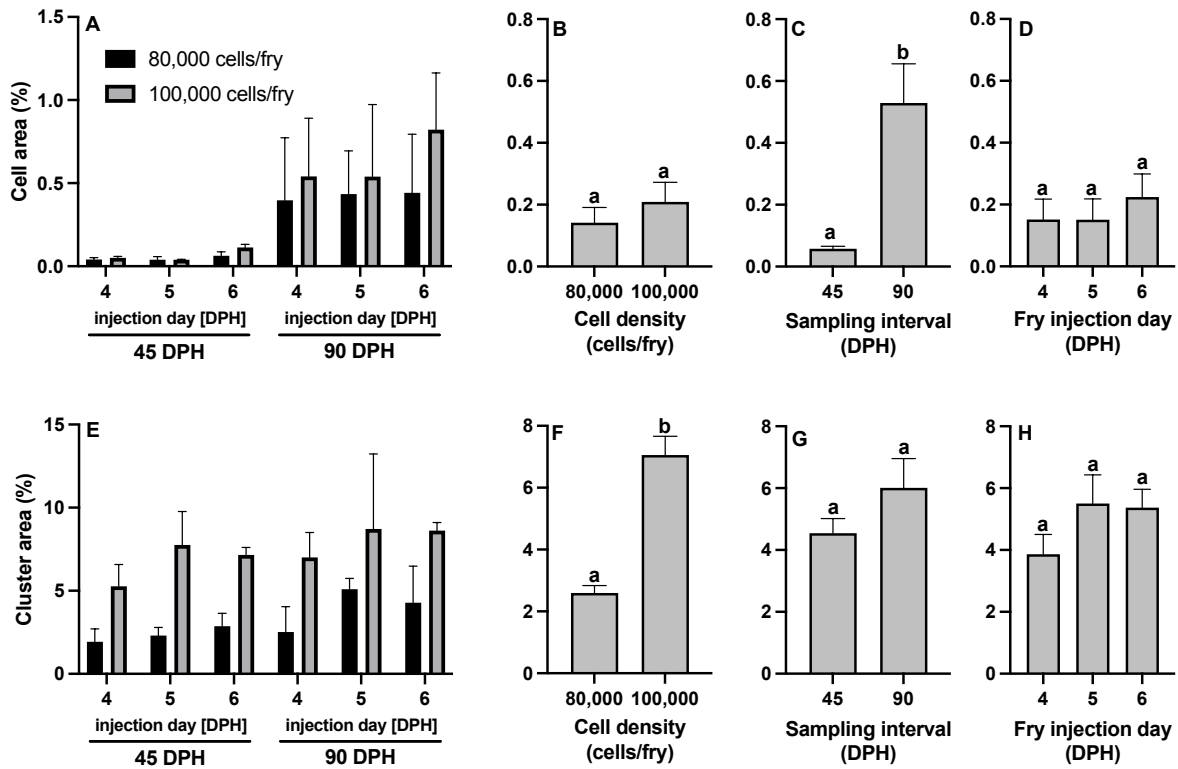 A
80,000 cells/fry
100,000 cells/fry
Cell area (%)
1.5
1.0
0.5
0.0
4 5 6 4 5 6
injection day [DPH] injection day [DPH]
45 DPH 90 DPH
B
0.8
0.6
0.4
0.2
0.0
a a
80,000 100,000
Cell density
(cells/fry)
C
0.8
0.6
0.4
0.2
0.0
a b
45 90
Sampling interval
(DPH)
D
0.8
0.6
0.4
0.2
0.0
a a a
4 5 6
Fry injection day
(DPH)
E
Cluster area (%)
15
10
5
0
4 5 6 4 5 6
injection day [DPH] injection day [DPH]
45 DPH 90 DPH
F
8
6
4
2
0
a b
80,000 100,000
Cell density
(cells/fry)
G
8
6
4
2
0
a a
45 90
Sampling interval
(DPH)
H
8
6
4
2
0
a a a
4 5 6
Fry injection day
(DPH)